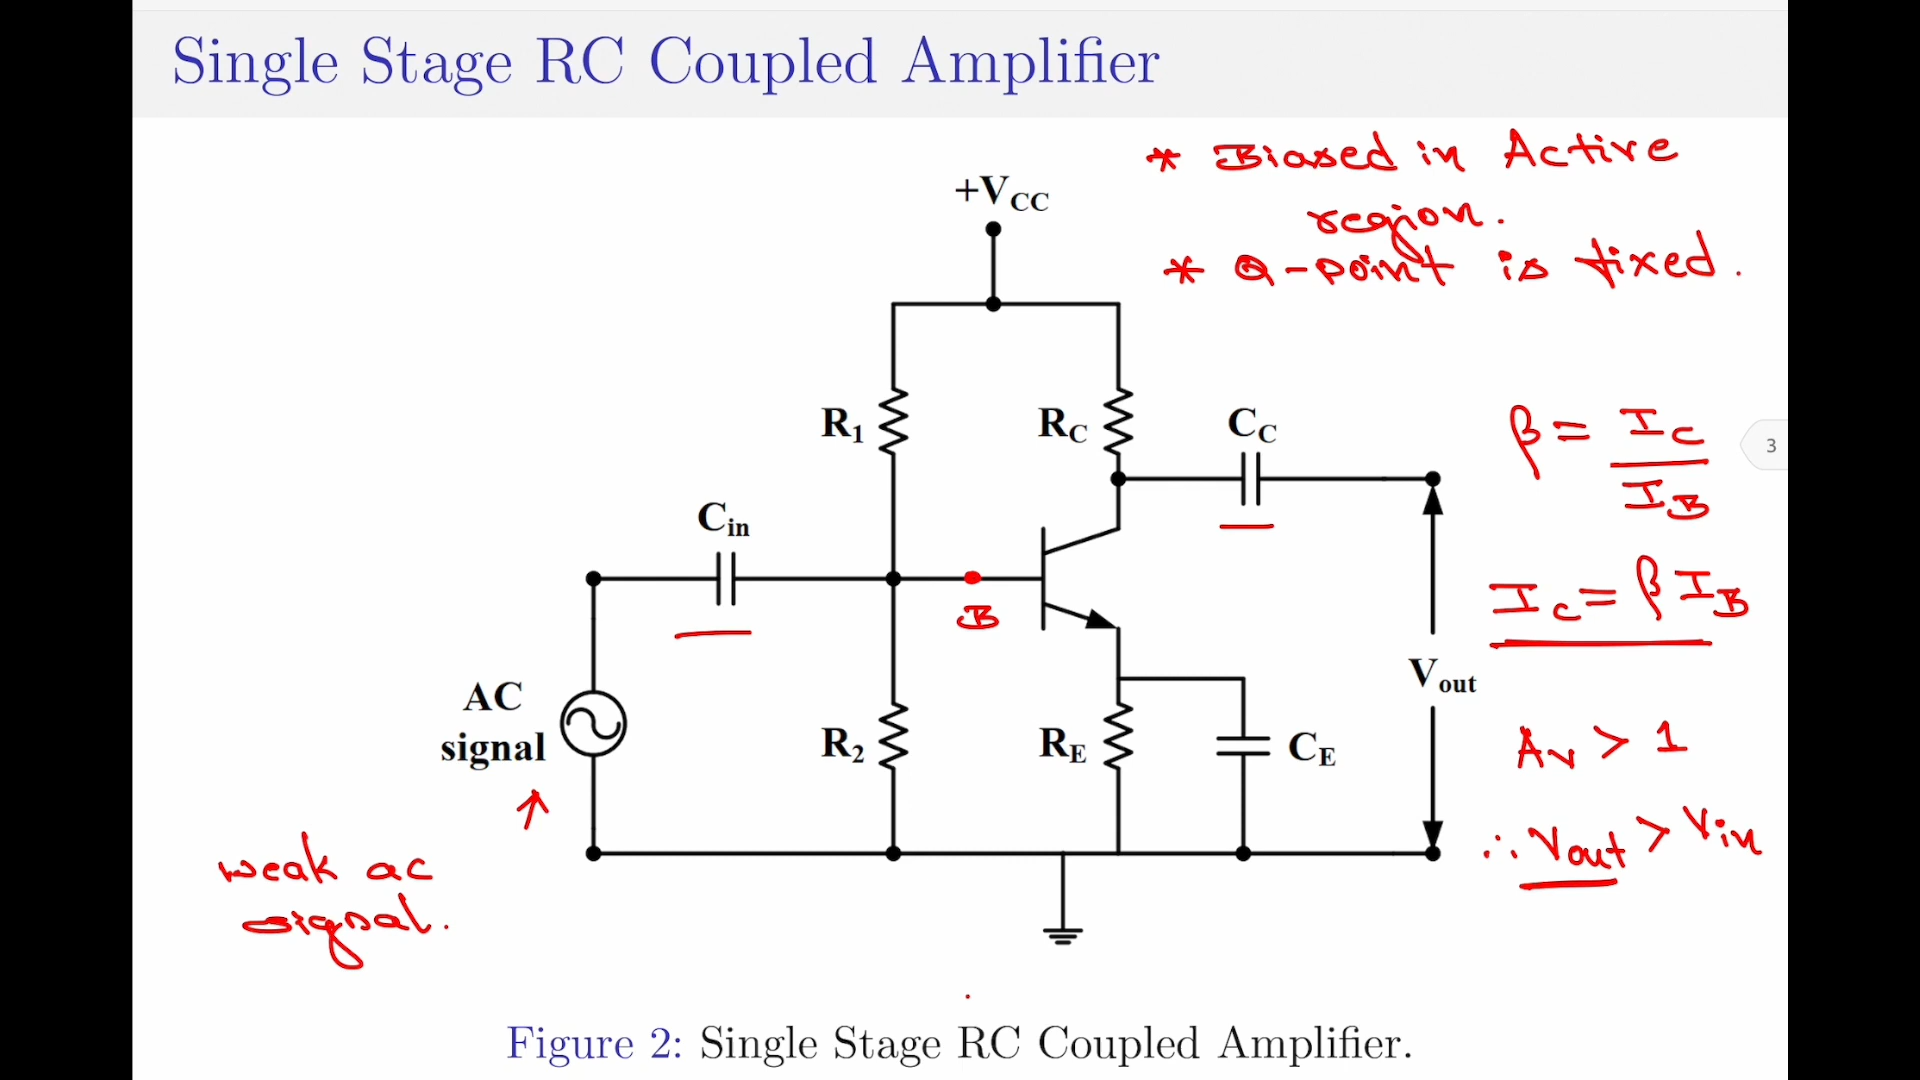 Single Stage RC Coupled Amplifier
* Biased in Active
region.
* Q-point is fixed.
+VCC
R1
RC
CC
β = IC / IB
3
Cin
B
IC = β IB
AC
signal
R2
RE
CE
Vout
Av > 1
∴ Vout > Vin
weak ac
signal.
Figure 2: Single Stage RC Coupled Amplifier.